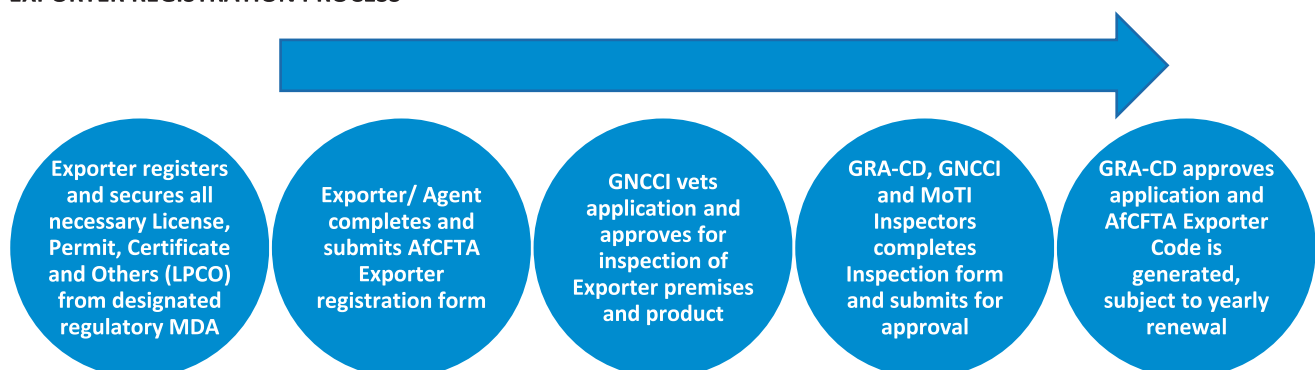 EXPORTER REGISTRATION PROCESS
Exporter registers
and secures all
necessary License,
Permit, Certificate
and Others (LPCO)
from designated
regulatory MDA
Exporter/ Agent
completes and
submits AfCFTA
Exporter
registration form
GNCCI vets
application and
approves for
inspection of
Exporter premises
and product
GRA-CD, GNCCI
and MoTI
Inspectors
completes
Inspection form
and submits for
approval
GRA-CD approves
application and
AfCFTA Exporter
Code is
generated,
subject to yearly
renewal